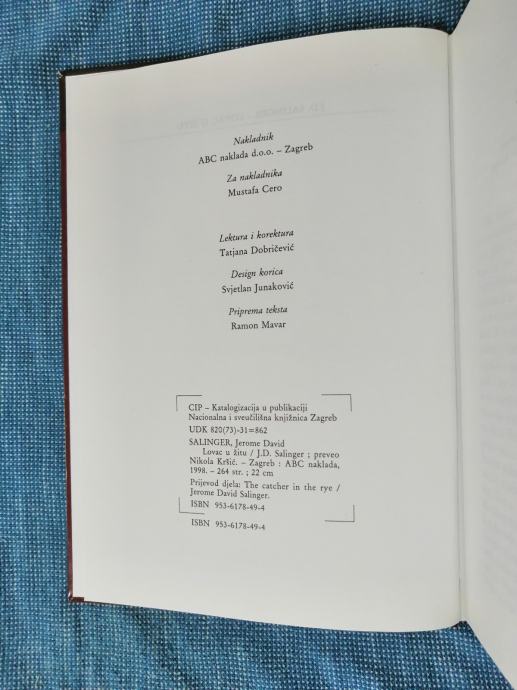 Nakladnik
ABC naklada d.o.o. – Zagreb
Za nakladnika
Mustafa Cero
Lektura i korektura
Tatjana Dobričević
Design korica
Svjetlan Junaković
Priprema teksta
Ramon Mavar
CIP – Katalogizacija u publikaciji
Nacionalna i sveučilišna knjižnica Zagreb
UDK 820(73)-31=862
SALINGER, Jerome David
Lovac u žitu / J.D. Salinger ; preveo
Nikola Kršić. – Zagreb : ABC naklada,
1998. – 264 str. ; 22 cm
Prijevod djela: The catcher in the rye /
Jerome David Salinger.
ISBN 953-6178-49-4
ISBN 953-6178-49-4